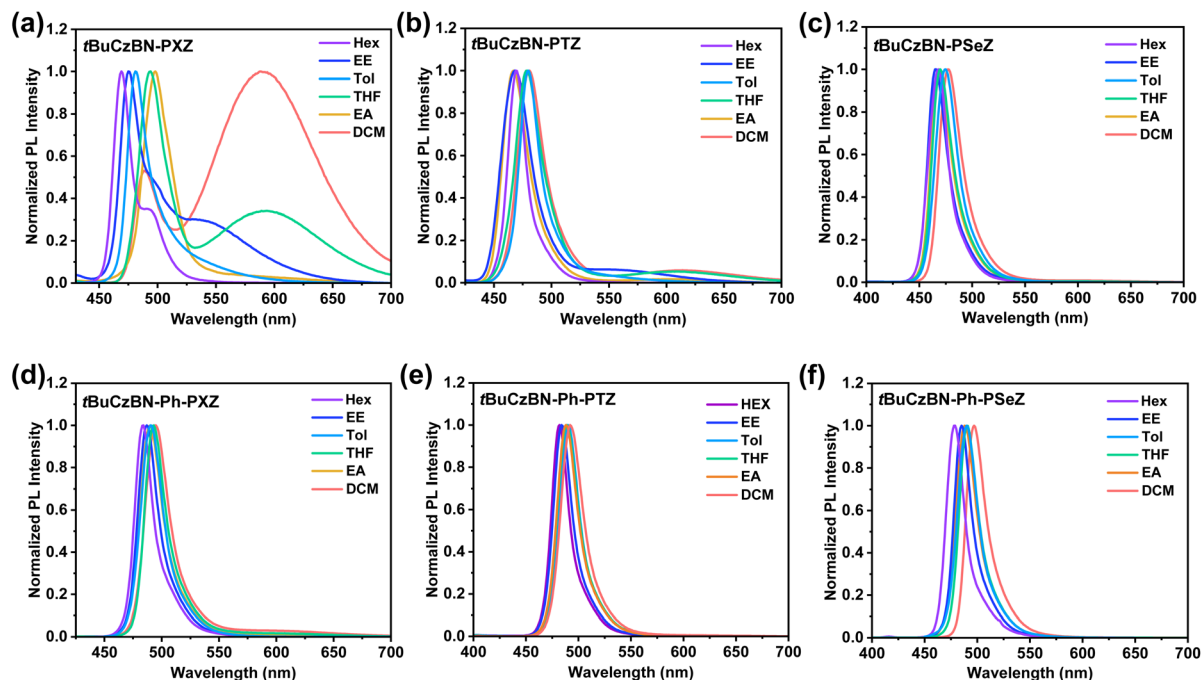 (a)
tBuCzBN-PXZ
Hex
EE
Tol
THF
EA
DCM
Normalized PL Intensity
1.2
1.0
0.8
0.6
0.4
0.2
0.0
450 500 550 600 650 700
Wavelength (nm)
(b)
tBuCzBN-PTZ
Hex
EE
Tol
THF
EA
DCM
Normalized PL Intensity
1.2
1.0
0.8
0.6
0.4
0.2
0.0
450 500 550 600 650 700
Wavelength (nm)
(c)
tBuCzBN-PSeZ
Hex
EE
Tol
THF
EA
DCM
Normalized PL Intensity
1.2
1.0
0.8
0.6
0.4
0.2
0.0
400 450 500 550 600 650 700
Wavelength (nm)
(d)
tBuCzBN-Ph-PXZ
Hex
EE
Tol
THF
EA
DCM
Normalized PL Intensity
1.2
1.0
0.8
0.6
0.4
0.2
0.0
450 500 550 600 650 700
Wavelength (nm)
(e)
tBuCzBN-Ph-PTZ
HEX
EE
Tol
THF
EA
DCM
Normalized PL Intensity
1.2
1.0
0.8
0.6
0.4
0.2
0.0
400 450 500 550 600 650 700
Wavelength (nm)
(f)
tBuCzBN-Ph-PSeZ
Hex
EE
Tol
THF
EA
DCM
Normalized PL Intensity
1.2
1.0
0.8
0.6
0.4
0.2
0.0
400 450 500 550 600 650 700
Wavelength (nm)